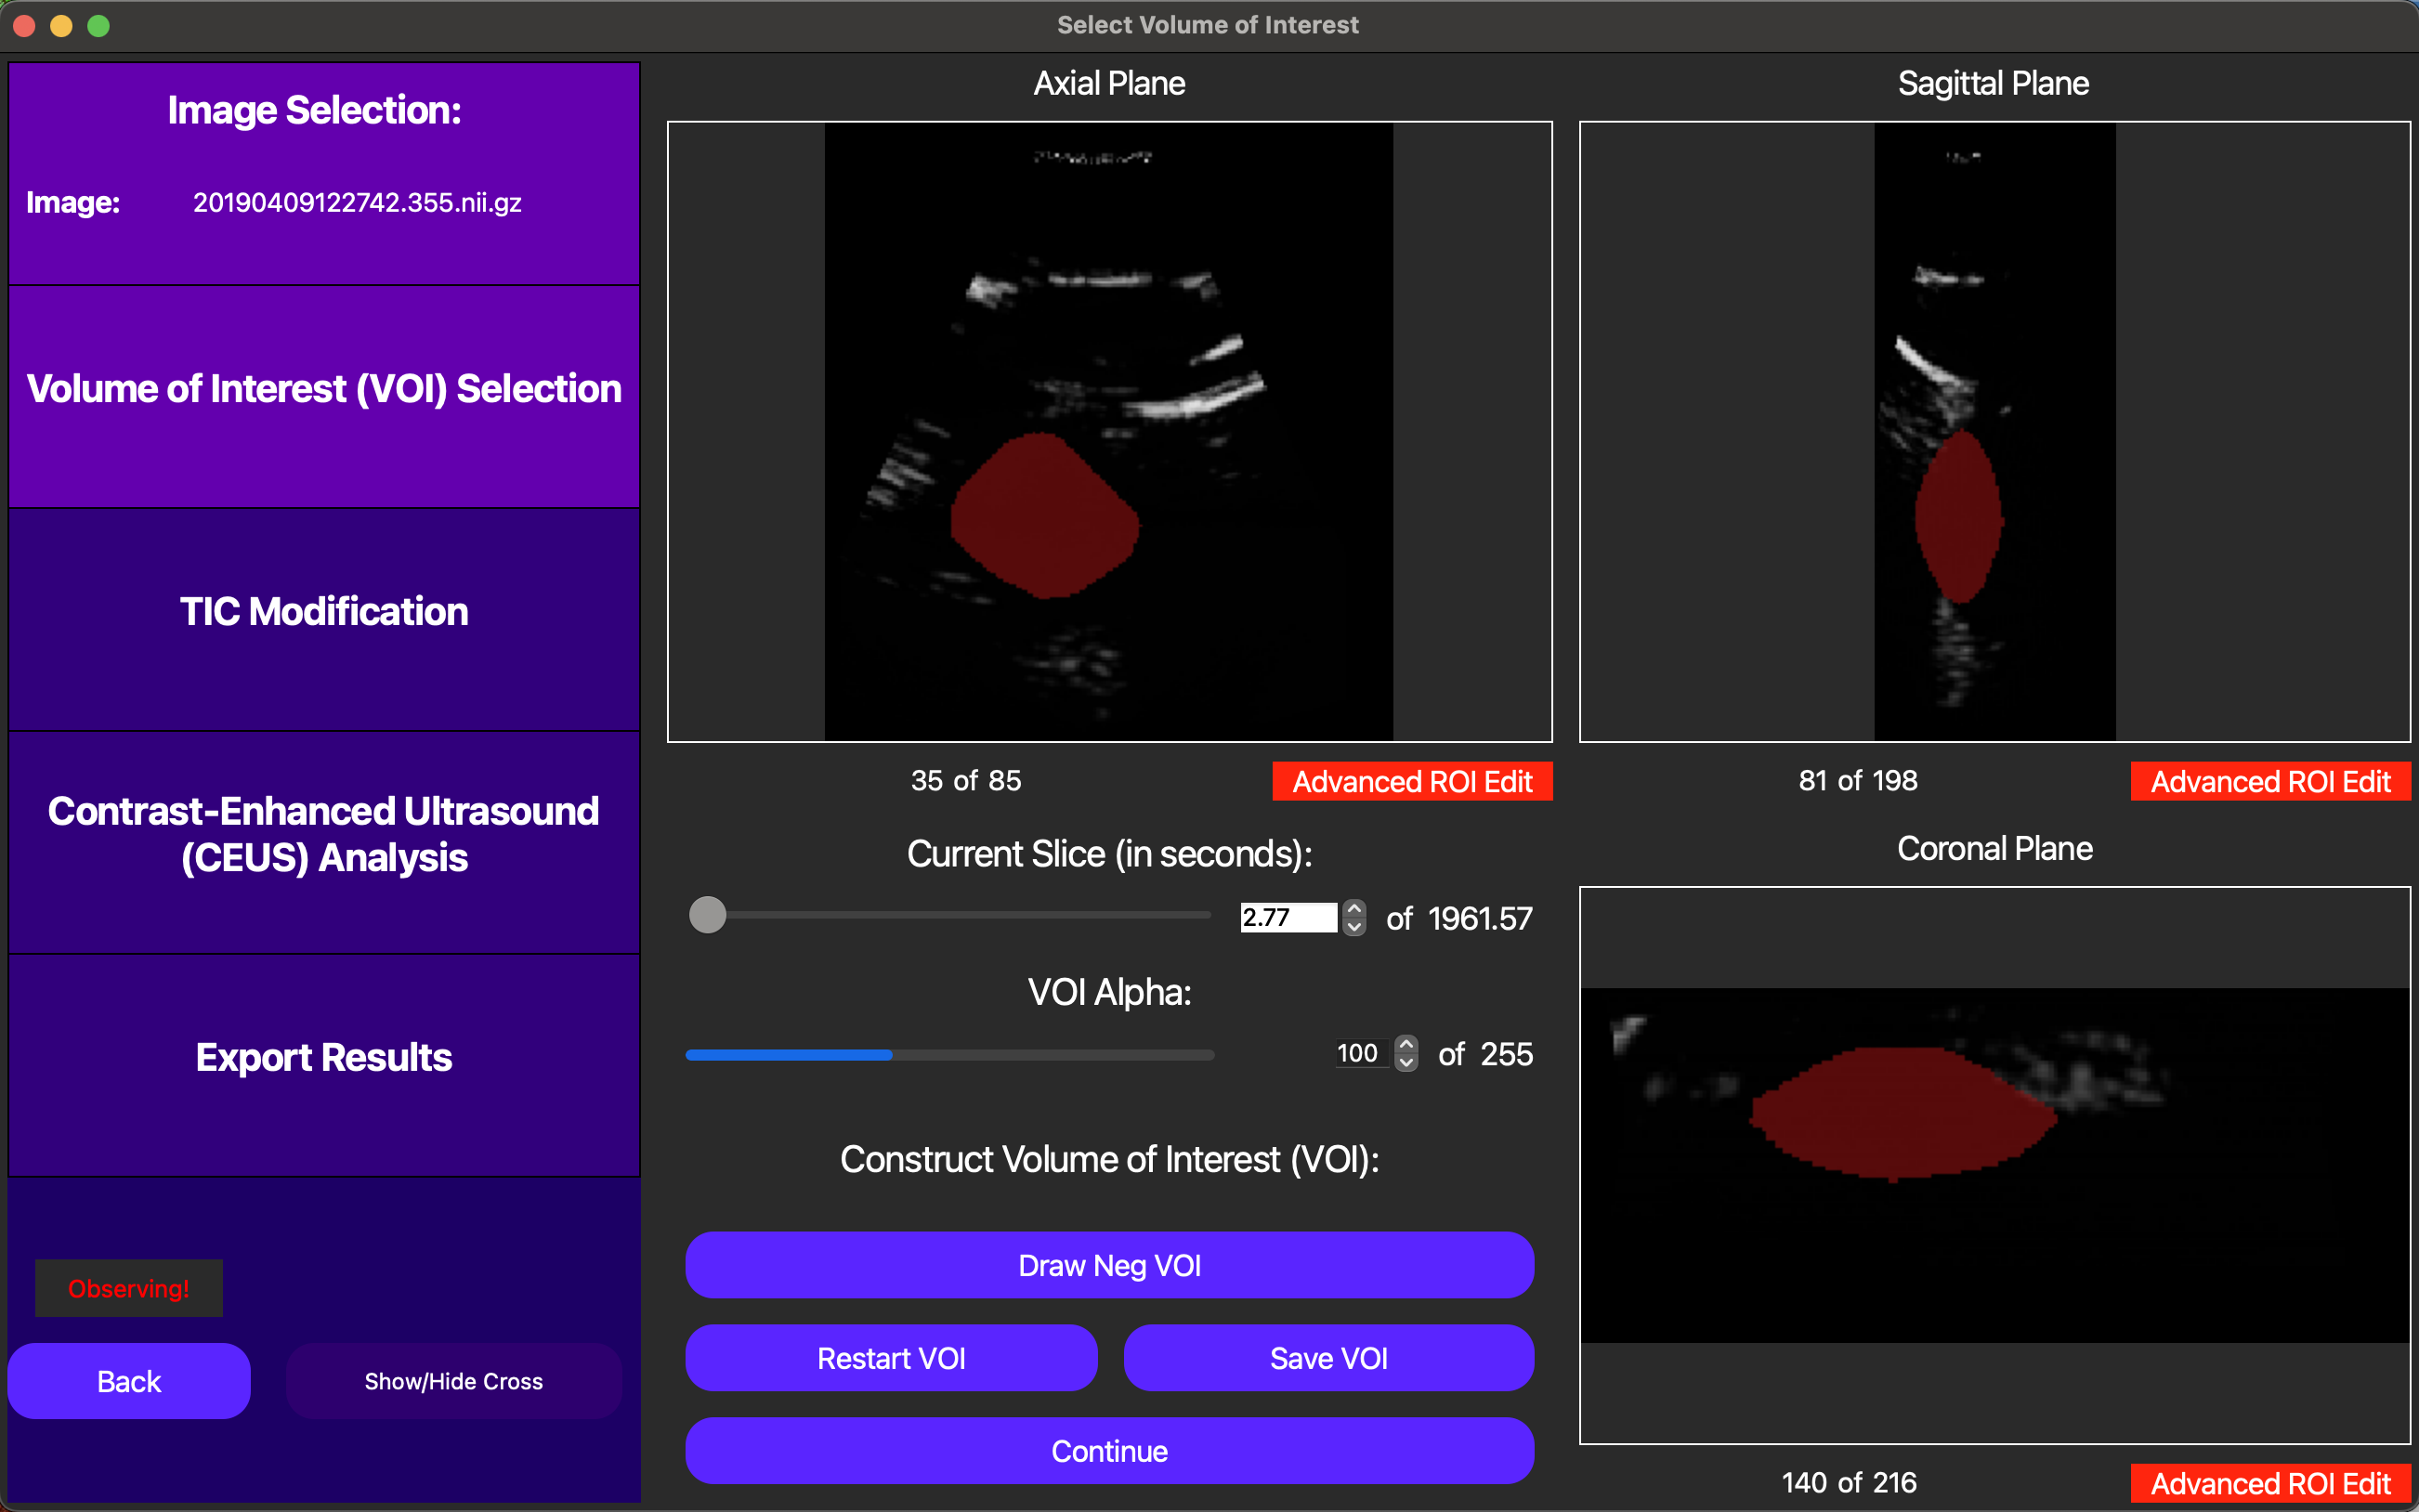 Select Volume of Interest
Image Selection:
Image: 20190409122742.355.nii.gz
Volume of Interest (VOI) Selection
TIC Modification
Contrast-Enhanced Ultrasound
(CEUS) Analysis
Export Results
Observing!
Back
Show/Hide Cross
Axial Plane
35 of 85
Advanced ROI Edit
Current Slice (in seconds):
2.77 of 1961.57
VOI Alpha:
100 of 255
Construct Volume of Interest (VOI):
Draw Neg VOI
Restart VOI
Save VOI
Continue
Sagittal Plane
81 of 198
Advanced ROI Edit
Coronal Plane
140 of 216
Advanced ROI Edit